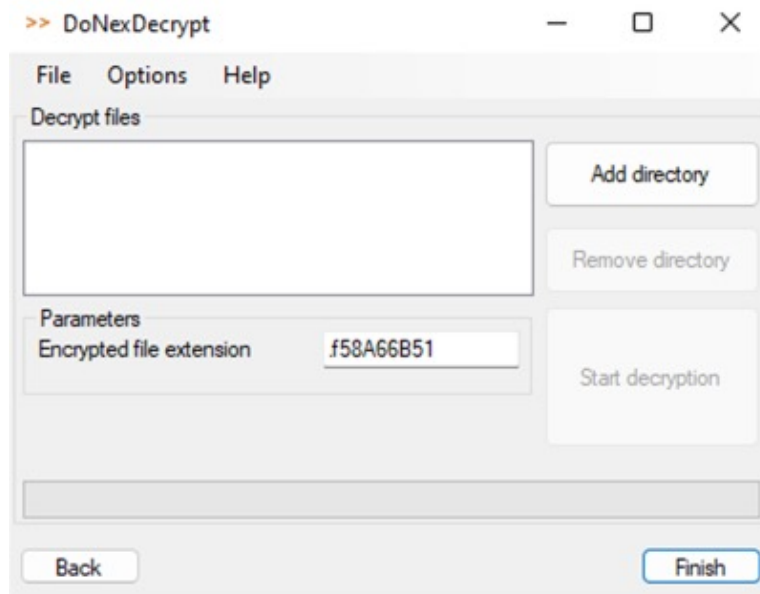 >> DoNexDecrypt
File Options Help
Decrypt files
Add directory
Remove directory
Parameters
Encrypted file extension .f58A66B51
Start decryption
Back Finish